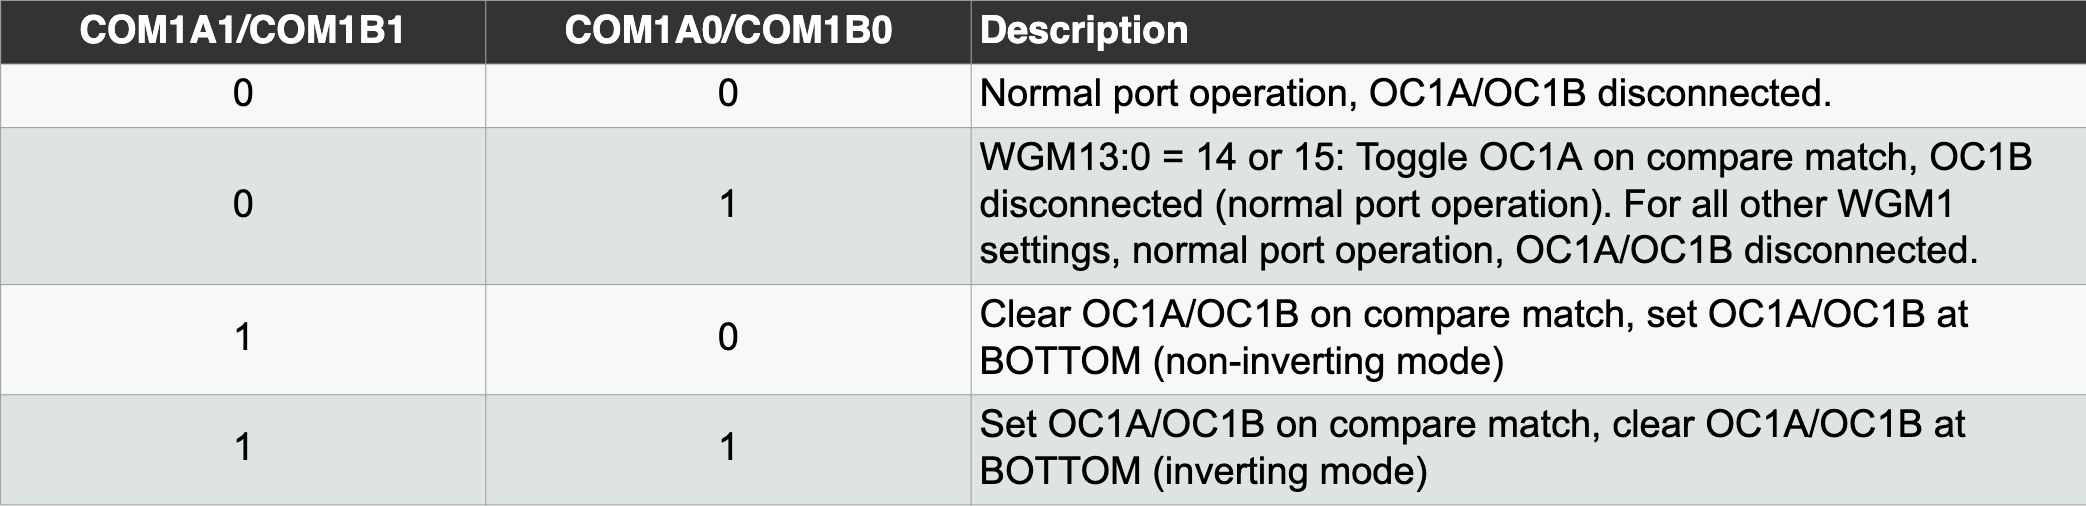 COM1A1/COM1B1 COM1A0/COM1B0 Description
0 0 Normal port operation, OC1A/OC1B disconnected.
0 1 WGM13:0 = 14 or 15: Toggle OC1A on compare match, OC1B
disconnected (normal port operation). For all other WGM1
settings, normal port operation, OC1A/OC1B disconnected.
1 0 Clear OC1A/OC1B on compare match, set OC1A/OC1B at
BOTTOM (non-inverting mode)
1 1 Set OC1A/OC1B on compare match, clear OC1A/OC1B at
BOTTOM (inverting mode)